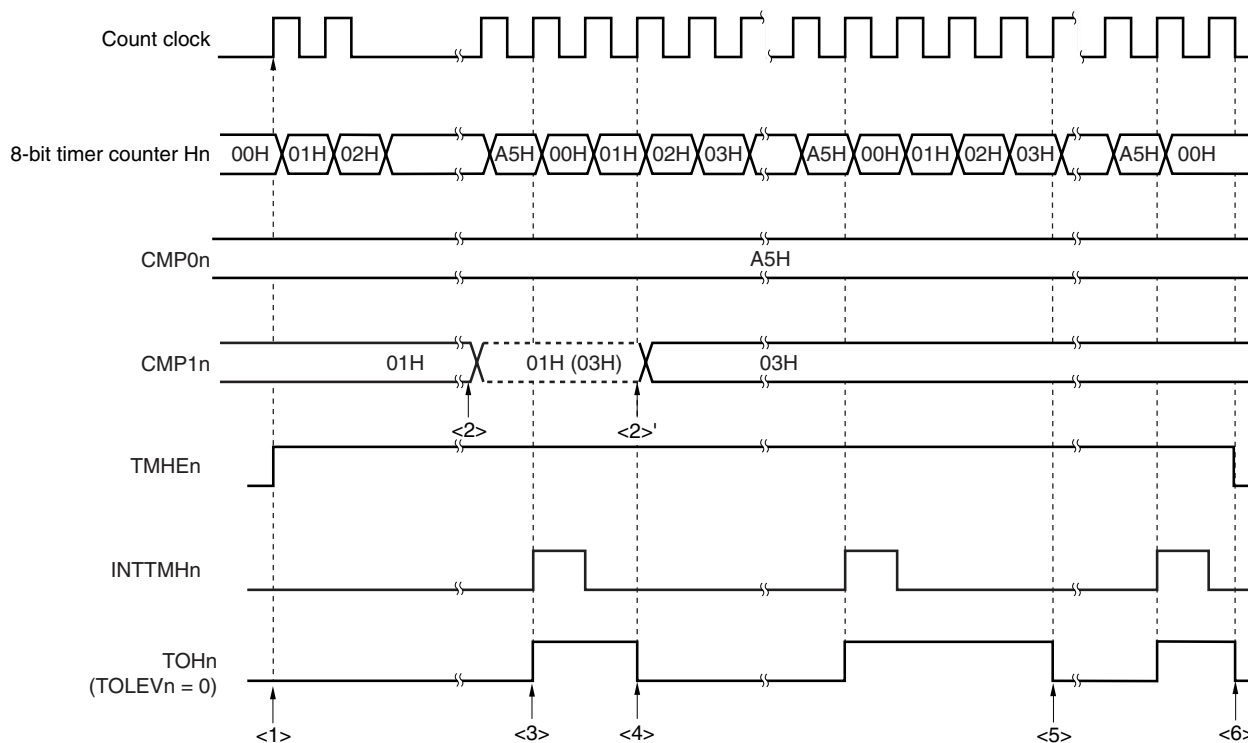 Count clock
8-bit timer counter Hn 00H 01H 02H A5H 00H 01H 02H 03H A5H 00H 01H 02H 03H A5H 00H
CMP0n A5H
CMP1n 01H 01H (03H) 03H
<2> <2>'
TMHEn
INTTMHn
TOHn
(TOLEVn = 0)
<1> <3> <4> <5> <6>